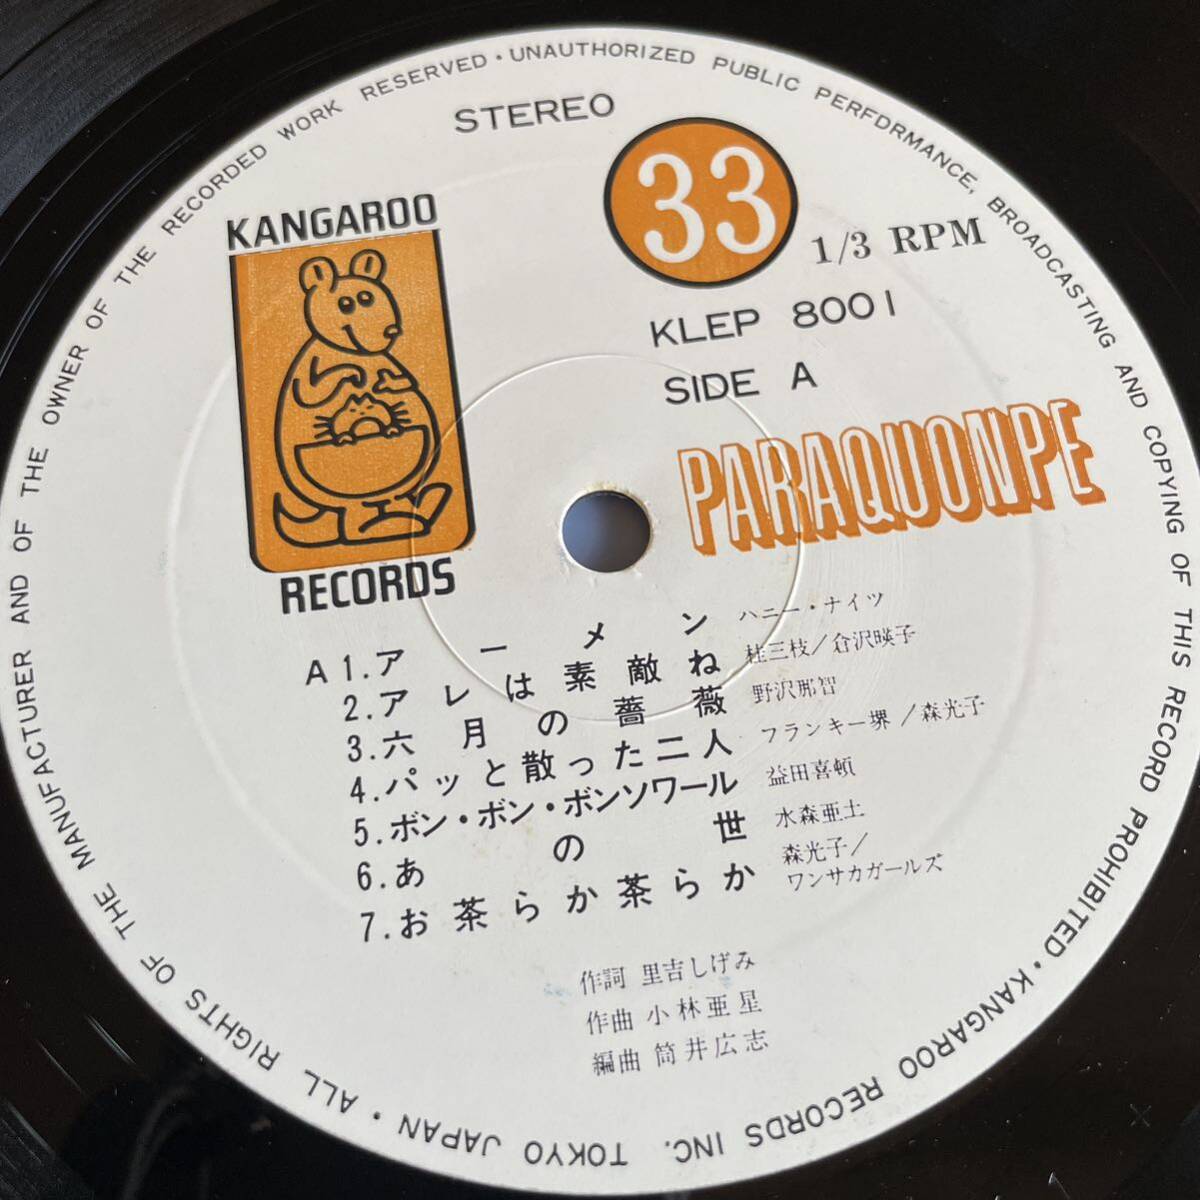 ALL RIGHTS OF THE MANUFACTURER AND OF THE OWNER OF THE RECORDED WORK RESERVED・UNAUTHORIZED PUBLIC PERFDRMANCE, BROADCASTING AND COPYING OF THIS RECORD PROHIBITED・KANGAROO RECORDS INC. TOKYO JAPAN・
STEREO
33
1/3 RPM
KANGAROO
RECORDS
KLEP 8001
SIDE A
PARAQUONPE
A 1. アーメン ハニー・ナイツ
2. アレは素敵ね 桂三枝/倉沢暎子
3. 六月の薔薇 野沢那智
4. パッと散った二人 フランキー堺/森光子
5. ボン・ボン・ボンソワール 益田喜頓
6. あの世 水森亜土
7. お茶らか茶らか 森光子/
ワンサカガールズ
作詞 里吉しげみ
作曲 小林亜星
編曲 筒井広志